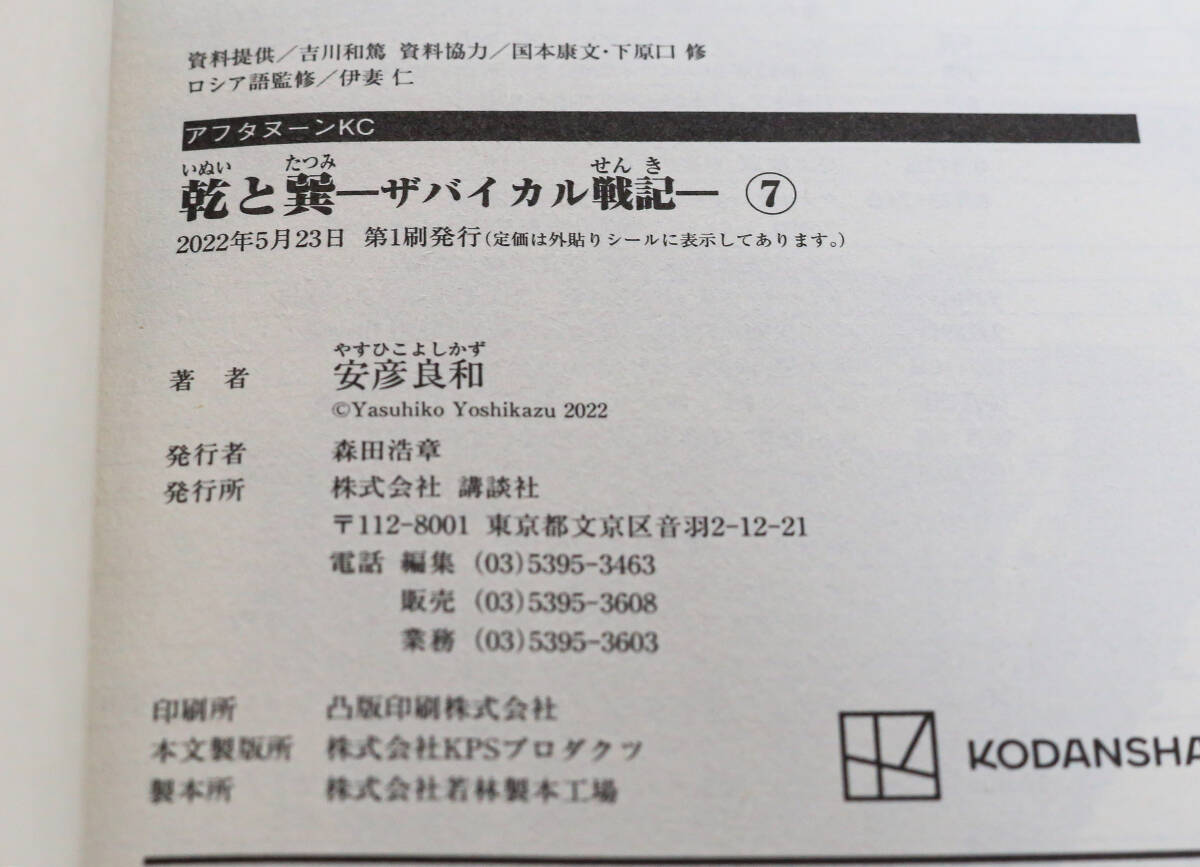 資料提供／吉川和篤 資料協力／国本康文・下原口 修
ロシア語監修／伊妻 仁
アフタヌーンKC
いぬい たつみ せんき
乾と巽―ザバイカル戦記― ⑦
2022年5月23日 第1刷発行(定価は外貼りシールに表示してあります。)
やすひこよしかず
著者 安彦良和
©Yasuhiko Yoshikazu 2022
発行者 森田浩章
発行所 株式会社 講談社
〒112-8001 東京都文京区音羽2-12-21
電話 編集 (03)5395-3463
販売 (03)5395-3608
業務 (03)5395-3603
印刷所 凸版印刷株式会社
本文製版所 株式会社KPSプロダクツ
製本所 株式会社若林製本工場
KODANSHA